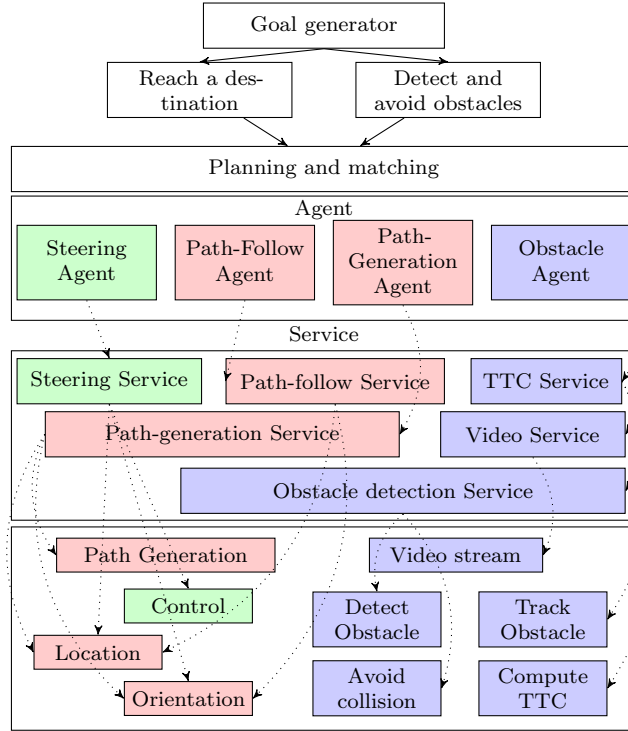 Goal generator
Reach a des-
tination
Detect and
avoid obstacles
Planning and matching
Agent
Steering
Agent
Path-Follow
Agent
Path-
Generation
Agent
Obstacle
Agent
Service
Steering Service
Path-follow Service
TTC Service
Path-generation Service
Video Service
Obstacle detection Service
Path Generation
Video stream
Control
Detect
Obstacle
Track
Obstacle
Location
Orientation
Avoid
collision
Compute
TTC